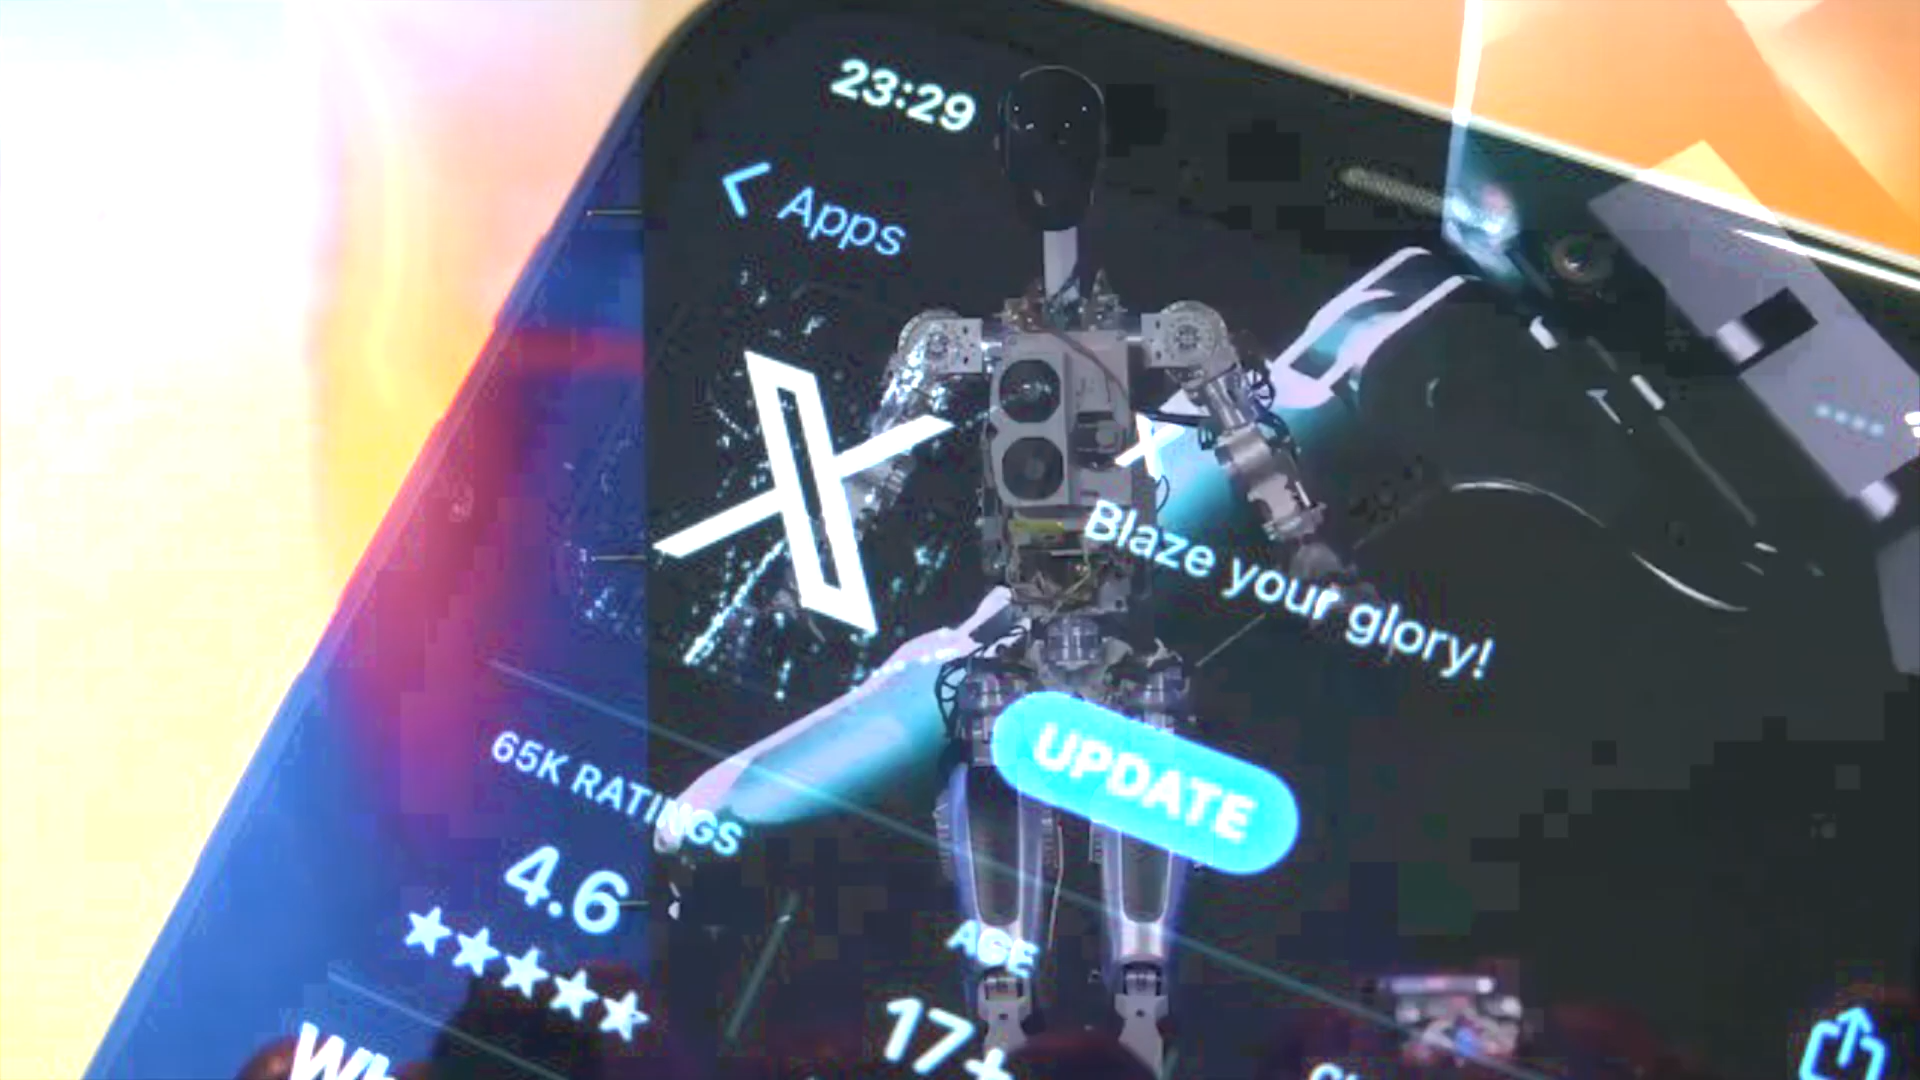 23:29
Apps
X
Blaze your glory!
UPDATE
65K RATINGS
4.6
AGE
17+